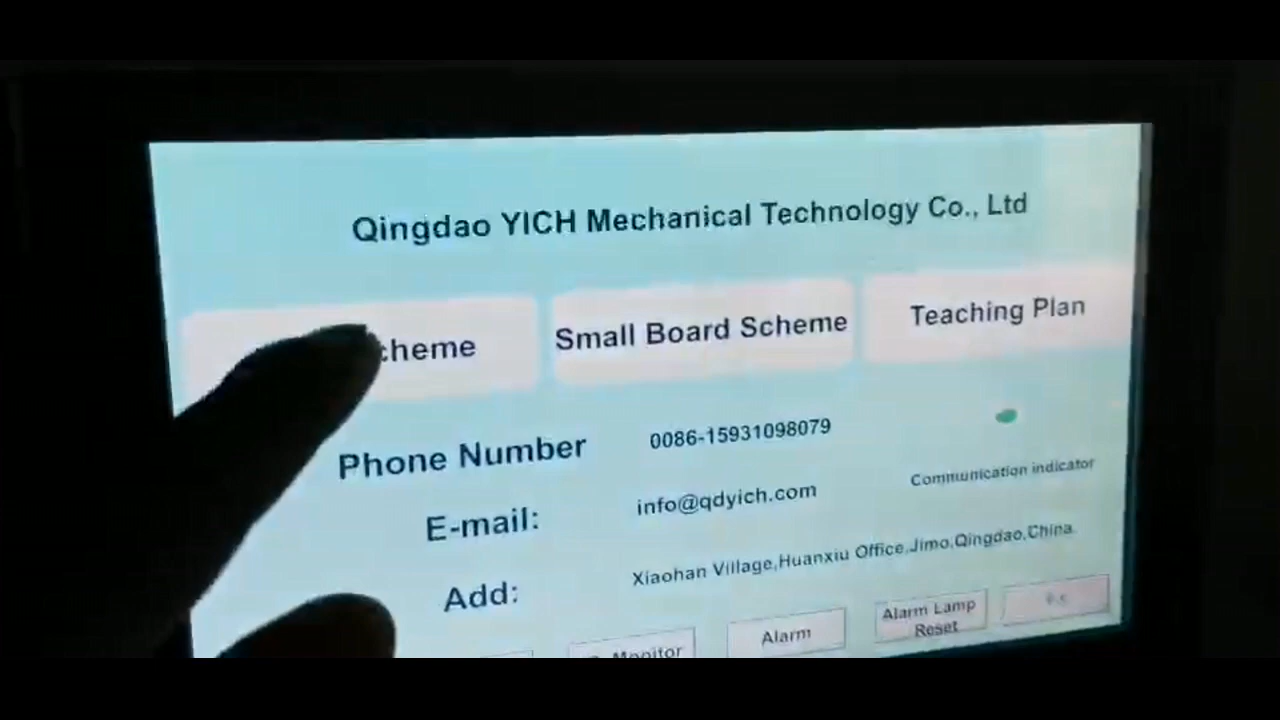 Qingdao YICH Mechanical Technology Co., Ltd
cheme
Small Board Scheme
Teaching Plan
Phone Number
0086-15931098079
E-mail:
info@qdyich.com
Communication indicator
Add:
Xiaohan Village,Huanxiu Office,Jimo,Qingdao,China.
Monitor
Alarm
Alarm Lamp
Reset